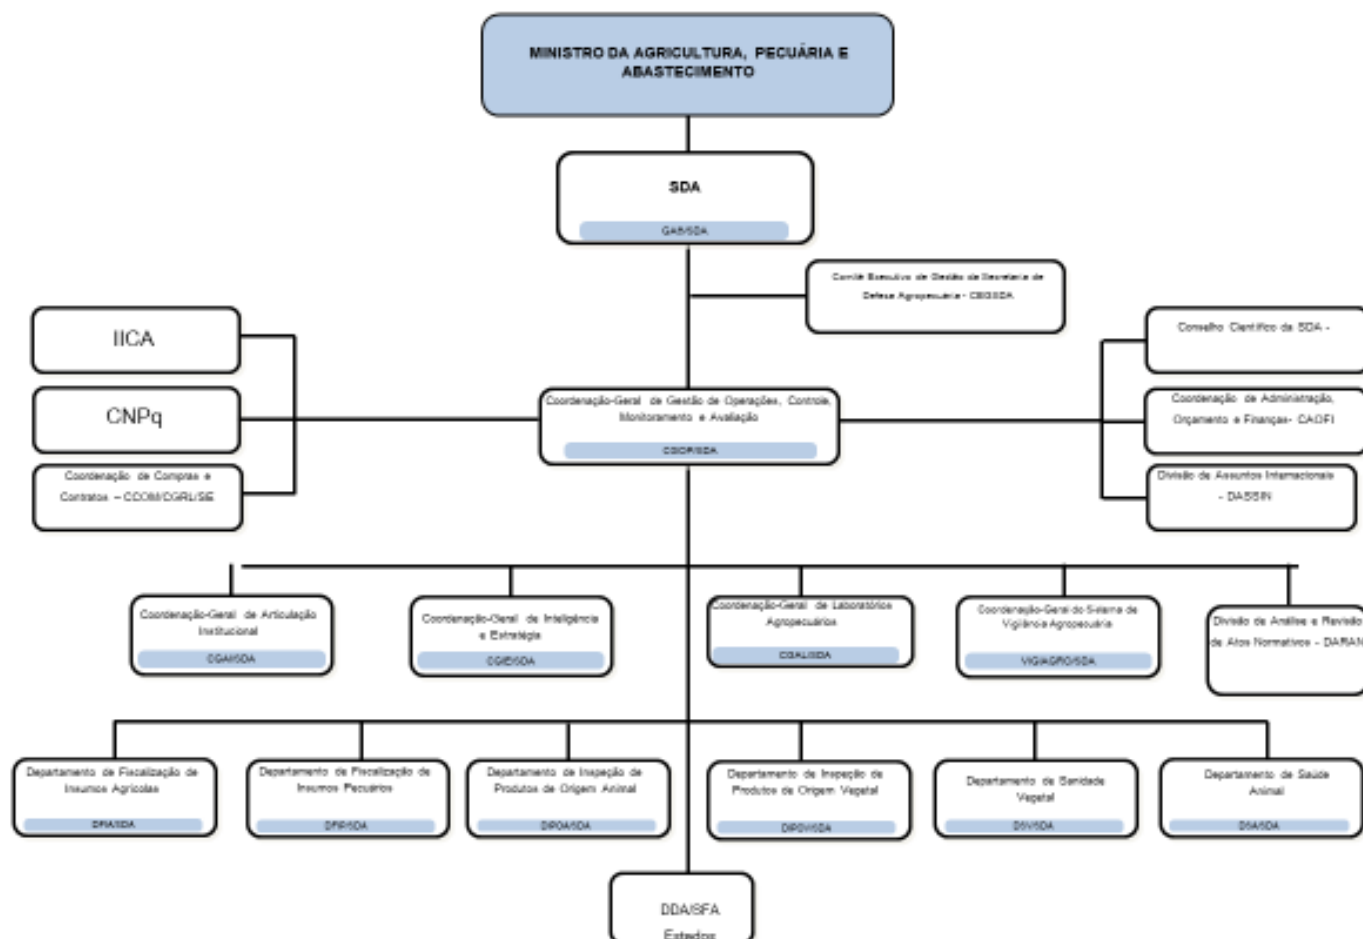 MINISTRO DA AGRICULTURA, PECUÁRIA E
ABASTECIMENTO
SDA
GAB/SDA
Comitê Executivo de Gestão da Secretaria de
Defesa Agropecuária - CEGSDA
IICA
CNPq
Coordenação de Compras e
Contratos – CCOM/CGRL/SE
Coordenação-Geral de Gestão de Operações, Controle,
Monitoramento e Avaliação
CGOP/SDA
Conselho Científico da SDA -
Coordenação de Administração,
Orçamento e Finanças- CAOFI
Divisão de Assuntos Internacionais
- DASSIN
Coordenação-Geral de Articulação
Institucional
CGAI/SDA
Coordenação-Geral de Inteligência
e Estratégia
CGIE/SDA
Coordenação-Geral de Laboratórios
Agropecuários
CGAL/SDA
Coordenação-Geral do Sistema de
Vigilância Agropecuária
VIGIAGRO/SDA
Divisão de Análise e Revisão
de Atos Normativos - DARAN
Departamento de Fiscalização de
Insumos Agrícolas
DFIA/SDA
Departamento de Fiscalização de
Insumos Pecuários
DFIP/SDA
Departamento de Inspeção de
Produtos de Origem Animal
DIPOA/SDA
Departamento de Inspeção de
Produtos de Origem Vegetal
DIPOV/SDA
Departamento de Sanidade
Vegetal
DSV/SDA
Departamento de Saúde
Animal
DSA/SDA
DDA/SFA
Estados